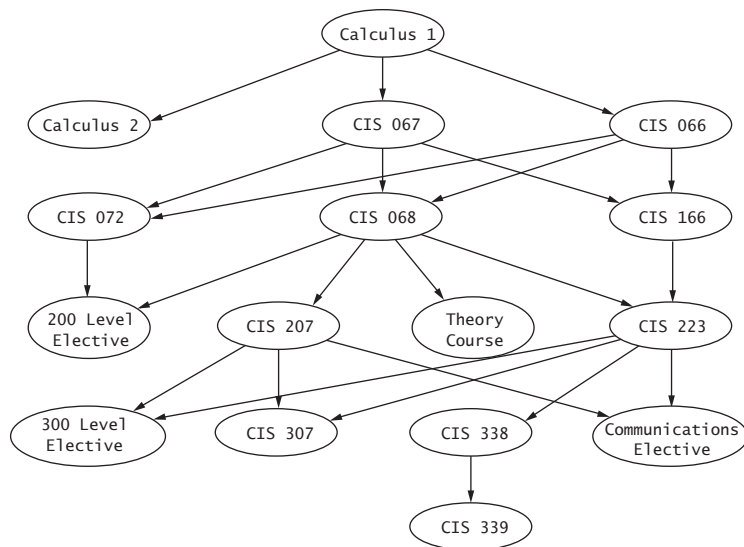 Calculus 1
Calculus 2
CIS 067
CIS 066
CIS 072
CIS 068
CIS 166
200 Level
Elective
CIS 207
Theory
Course
CIS 223
300 Level
Elective
CIS 307
CIS 338
Communications
Elective
CIS 339